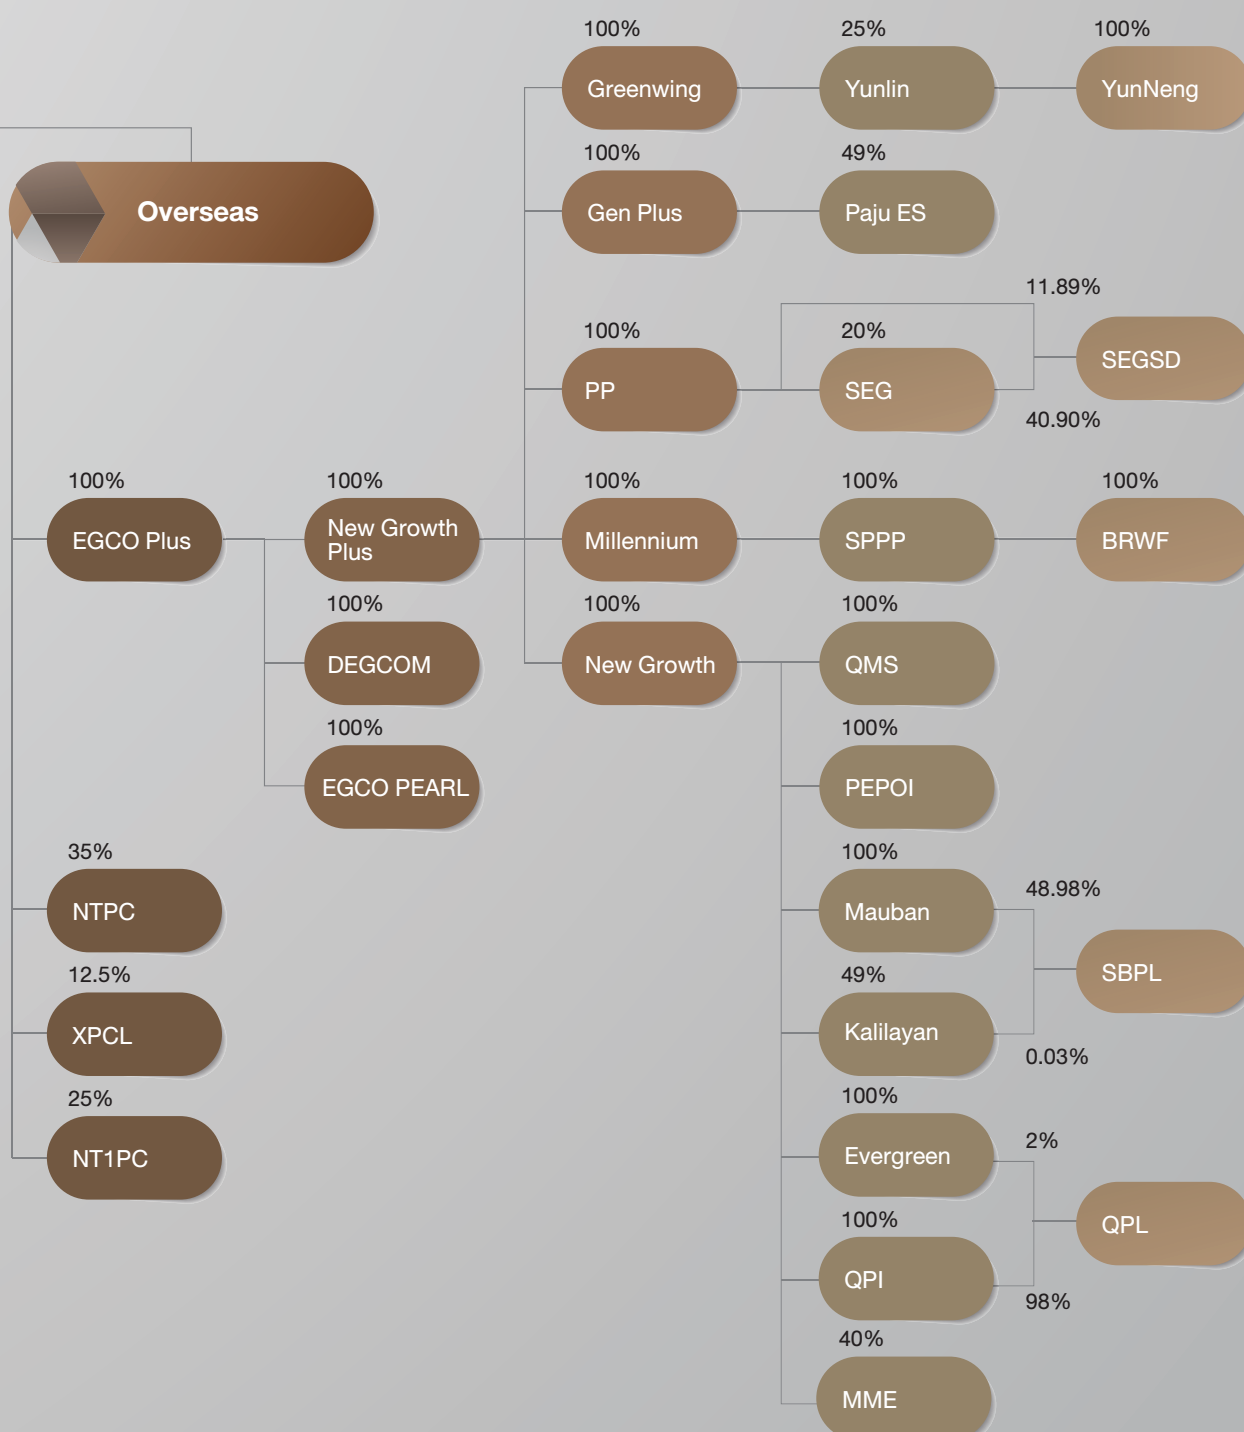 100%
25%
100%
Greenwing
Yunlin
YunNeng
100%
49%
Overseas
Gen Plus
Paju ES
11.89%
100%
20%
SEGSD
PP
SEG
40.90%
100%
100%
100%
100%
100%
EGCO Plus
New Growth
Plus
Millennium
SPPP
BRWF
100%
100%
100%
DEGCOM
New Growth
QMS
100%
100%
EGCO PEARL
PEPOI
35%
100%
48.98%
NTPC
Mauban
12.5%
49%
SBPL
XPCL
Kalilayan
0.03%
25%
100%
2%
NT1PC
Evergreen
100%
QPL
QPI
98%
40%
MME